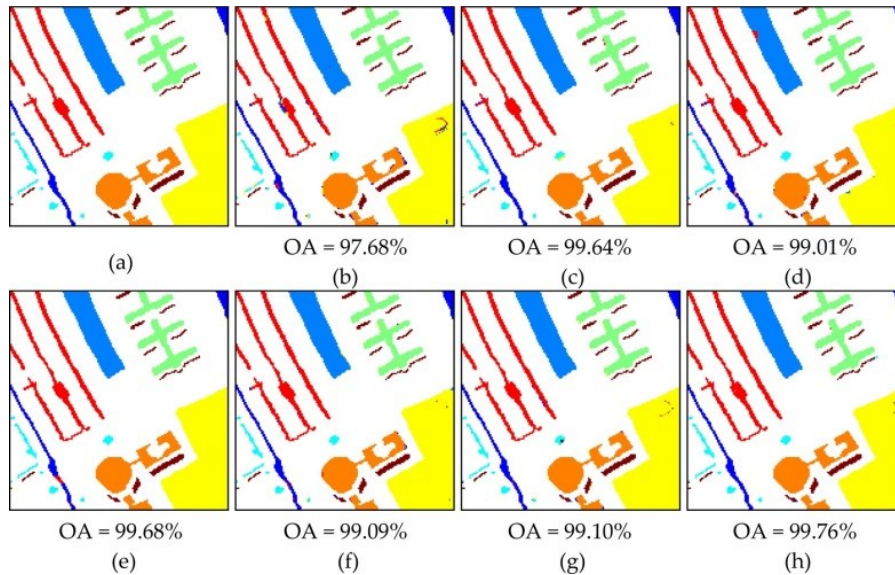 OA = 97.68% OA = 99.64% OA = 99.01%
(a) (b) (c) (d)
OA = 99.68% OA = 99.09% OA = 99.10% OA = 99.76%
(e) (f) (g) (h)